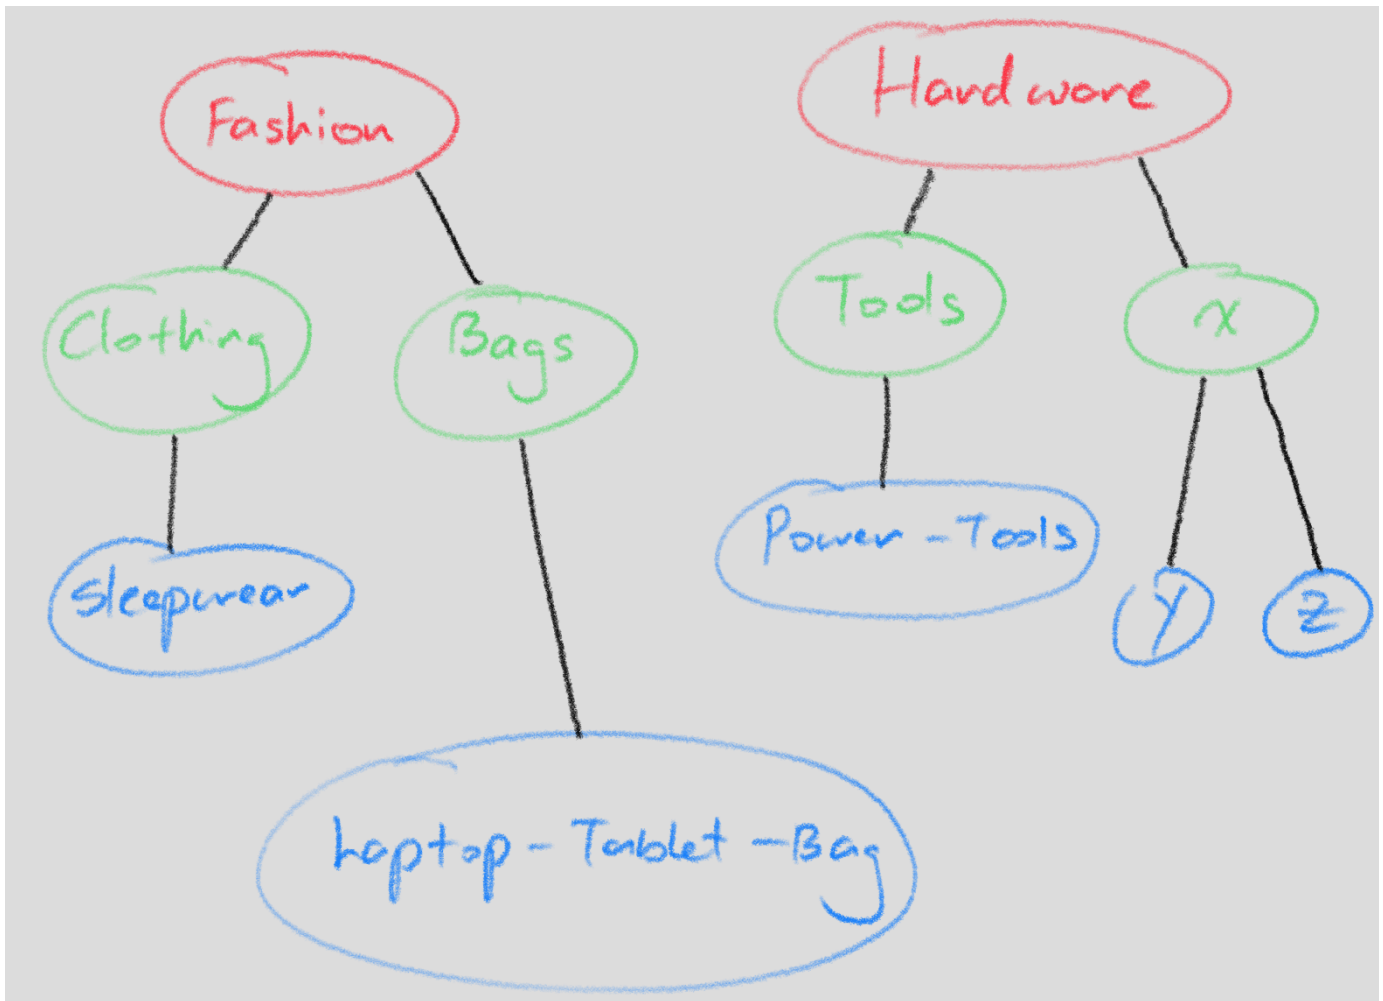 Fashion
Hardware
Clothing
Bags
Tools
x
Sleepwear
Power-Tools
y
z
Laptop-Tablet-Bag